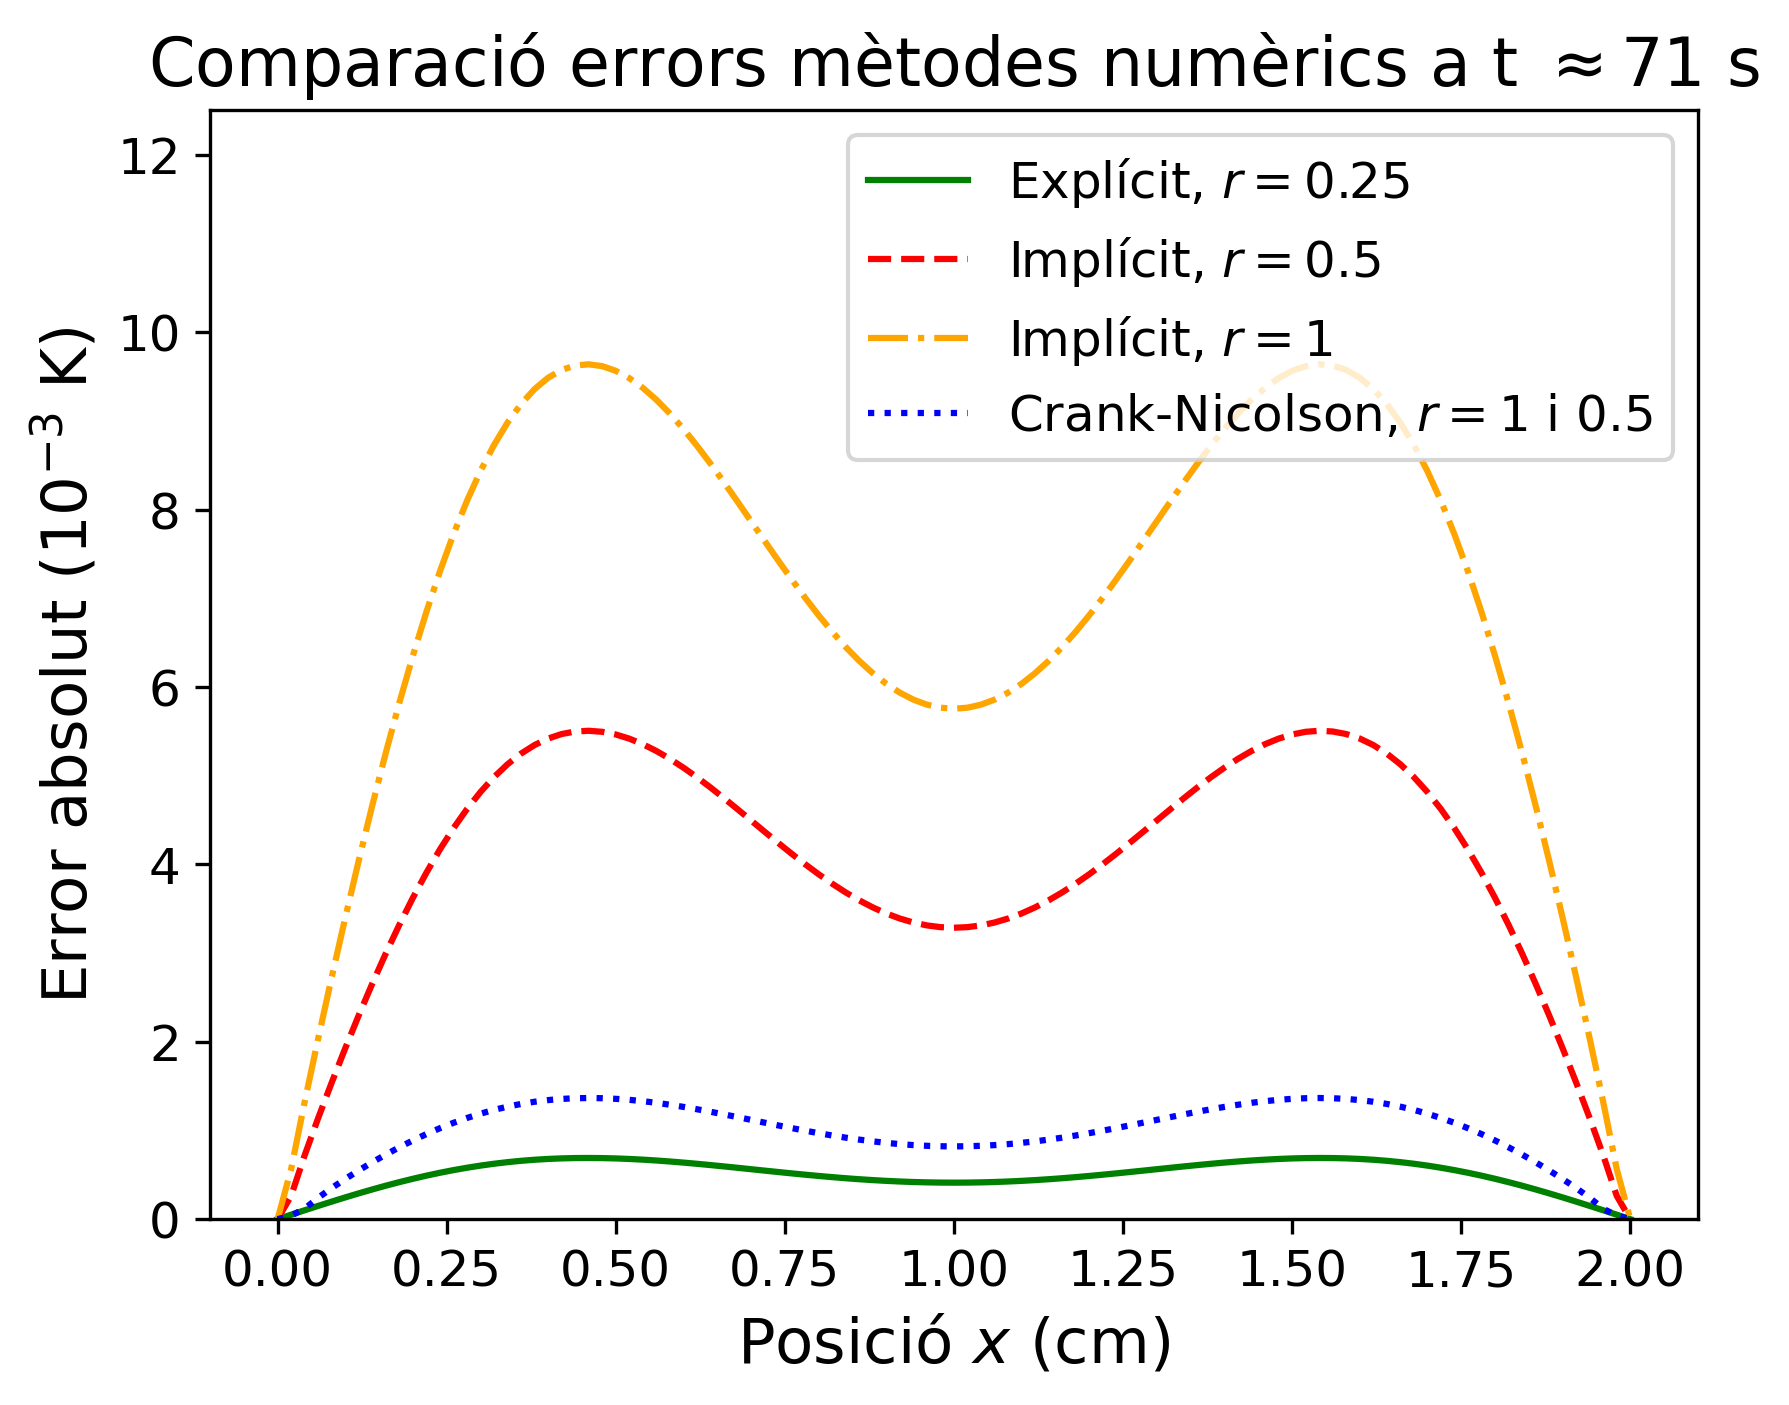 Comparació errors mètodes numèrics a t ≈ 71 s
Explícit, r = 0.25
Implícit, r = 0.5
Implícit, r = 1
Crank-Nicolson, r = 1 i 0.5
Error absolut (10⁻³ K)
12
10
8
6
4
2
0
0.00 0.25 0.50 0.75 1.00 1.25 1.50 1.75 2.00
Posició x (cm)